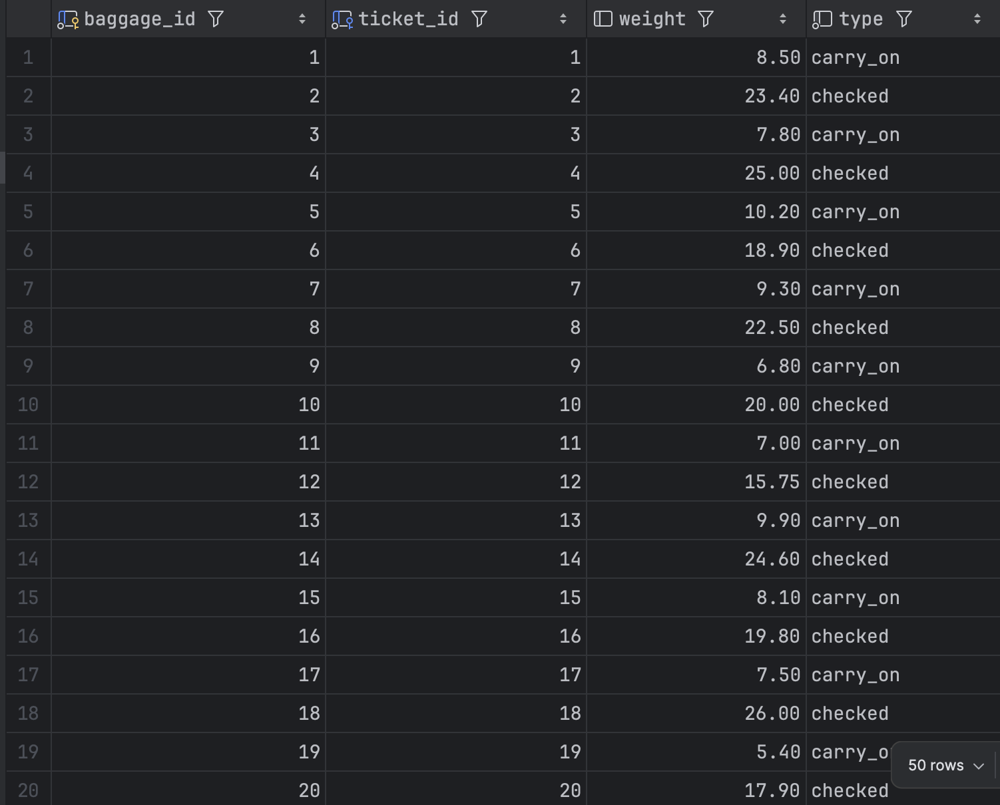 baggage_id ticket_id weight type
1 1 1 8.50 carry_on
2 2 2 23.40 checked
3 3 3 7.80 carry_on
4 4 4 25.00 checked
5 5 5 10.20 carry_on
6 6 6 18.90 checked
7 7 7 9.30 carry_on
8 8 8 22.50 checked
9 9 9 6.80 carry_on
10 10 10 20.00 checked
11 11 11 7.00 carry_on
12 12 12 15.75 checked
13 13 13 9.90 carry_on
14 14 14 24.60 checked
15 15 15 8.10 carry_on
16 16 16 19.80 checked
17 17 17 7.50 carry_on
18 18 18 26.00 checked
19 19 19 5.40 carry_o
50 rows
20 20 20 17.90 checked